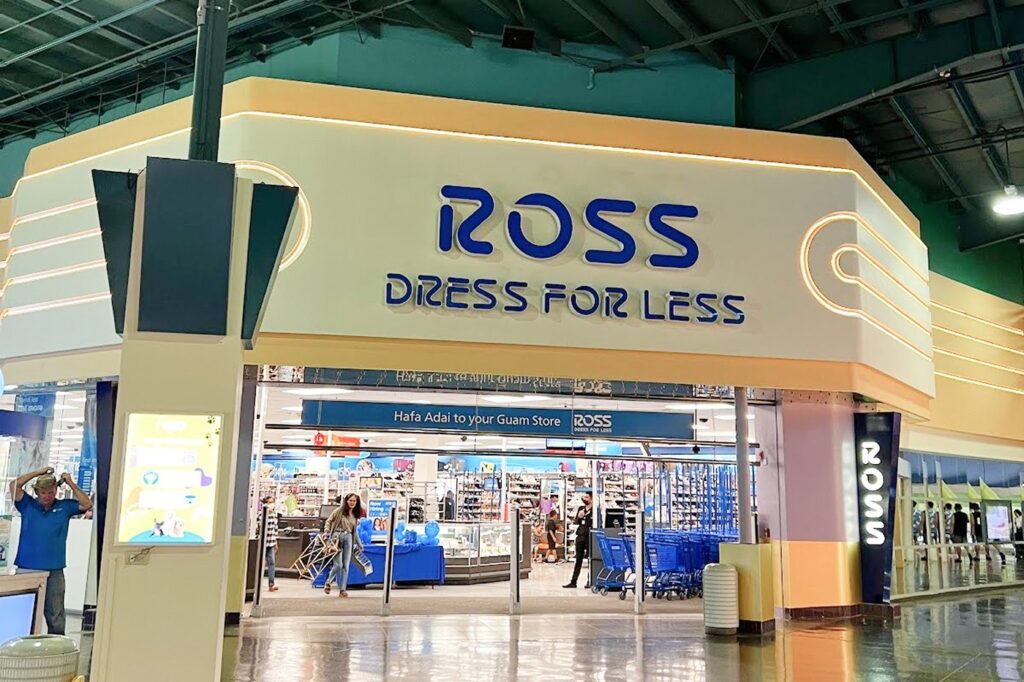 ROSS
DRESS FOR LESS
Hafa Adai to your Guam Store ROSS
DRESS FOR LESS
ROSS